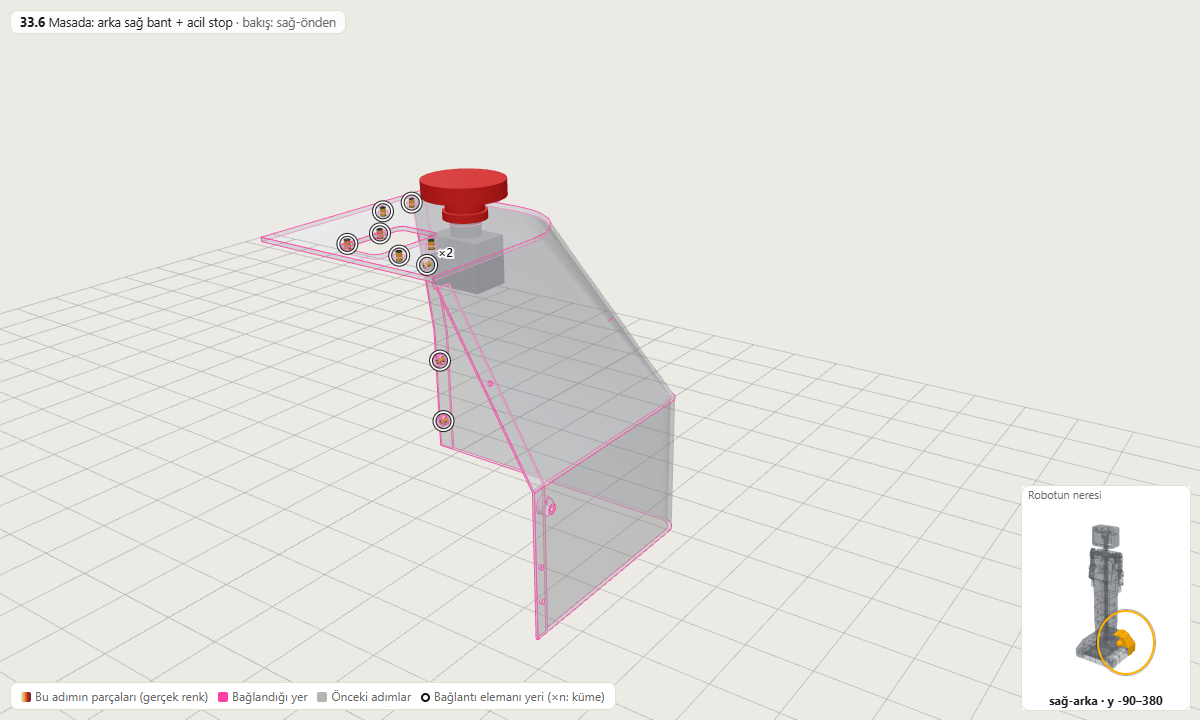 33.6 Masada: arka sağ bant + acil stop · bakış: sağ-önden
×2
Robotun neresi
sağ-arka · y -90–380
Bu adımın parçaları (gerçek renk) Bağlandığı yer Önceki adımlar Bağlantı elemanı yeri (×n: küme)